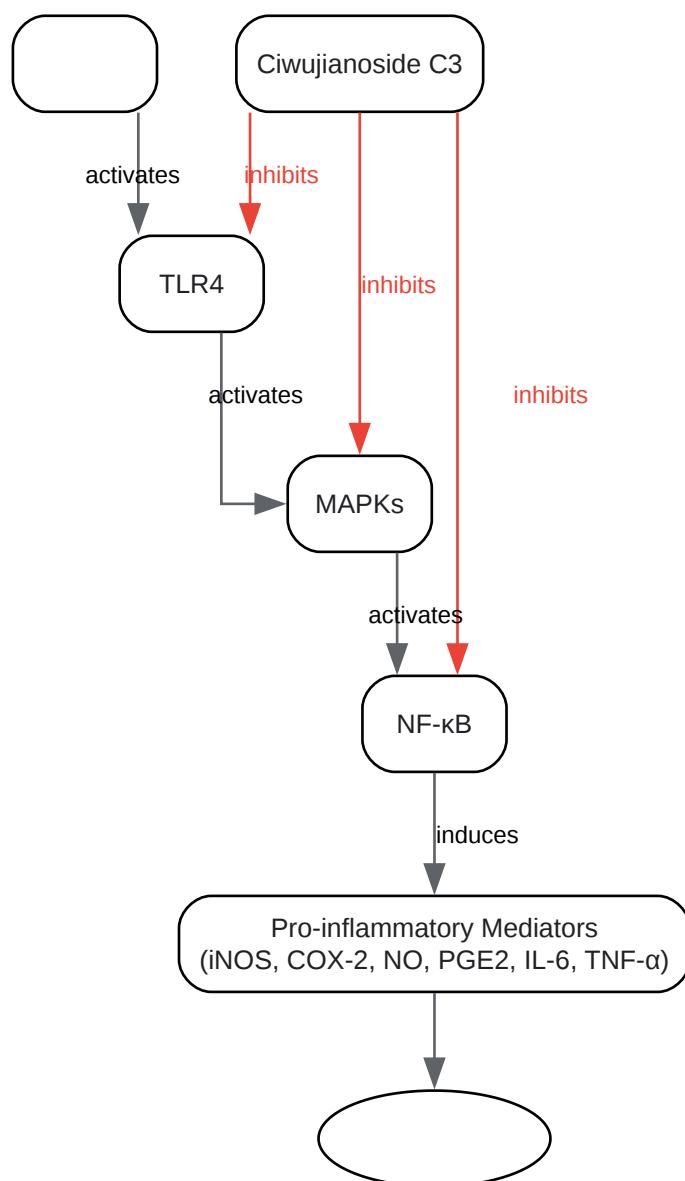 Ciwujianoside C3
activates
inhibits
TLR4
inhibits
activates
inhibits
MAPKs
activates
NF-κB
induces
Pro-inflammatory Mediators
(iNOS, COX-2, NO, PGE2, IL-6, TNF-α)